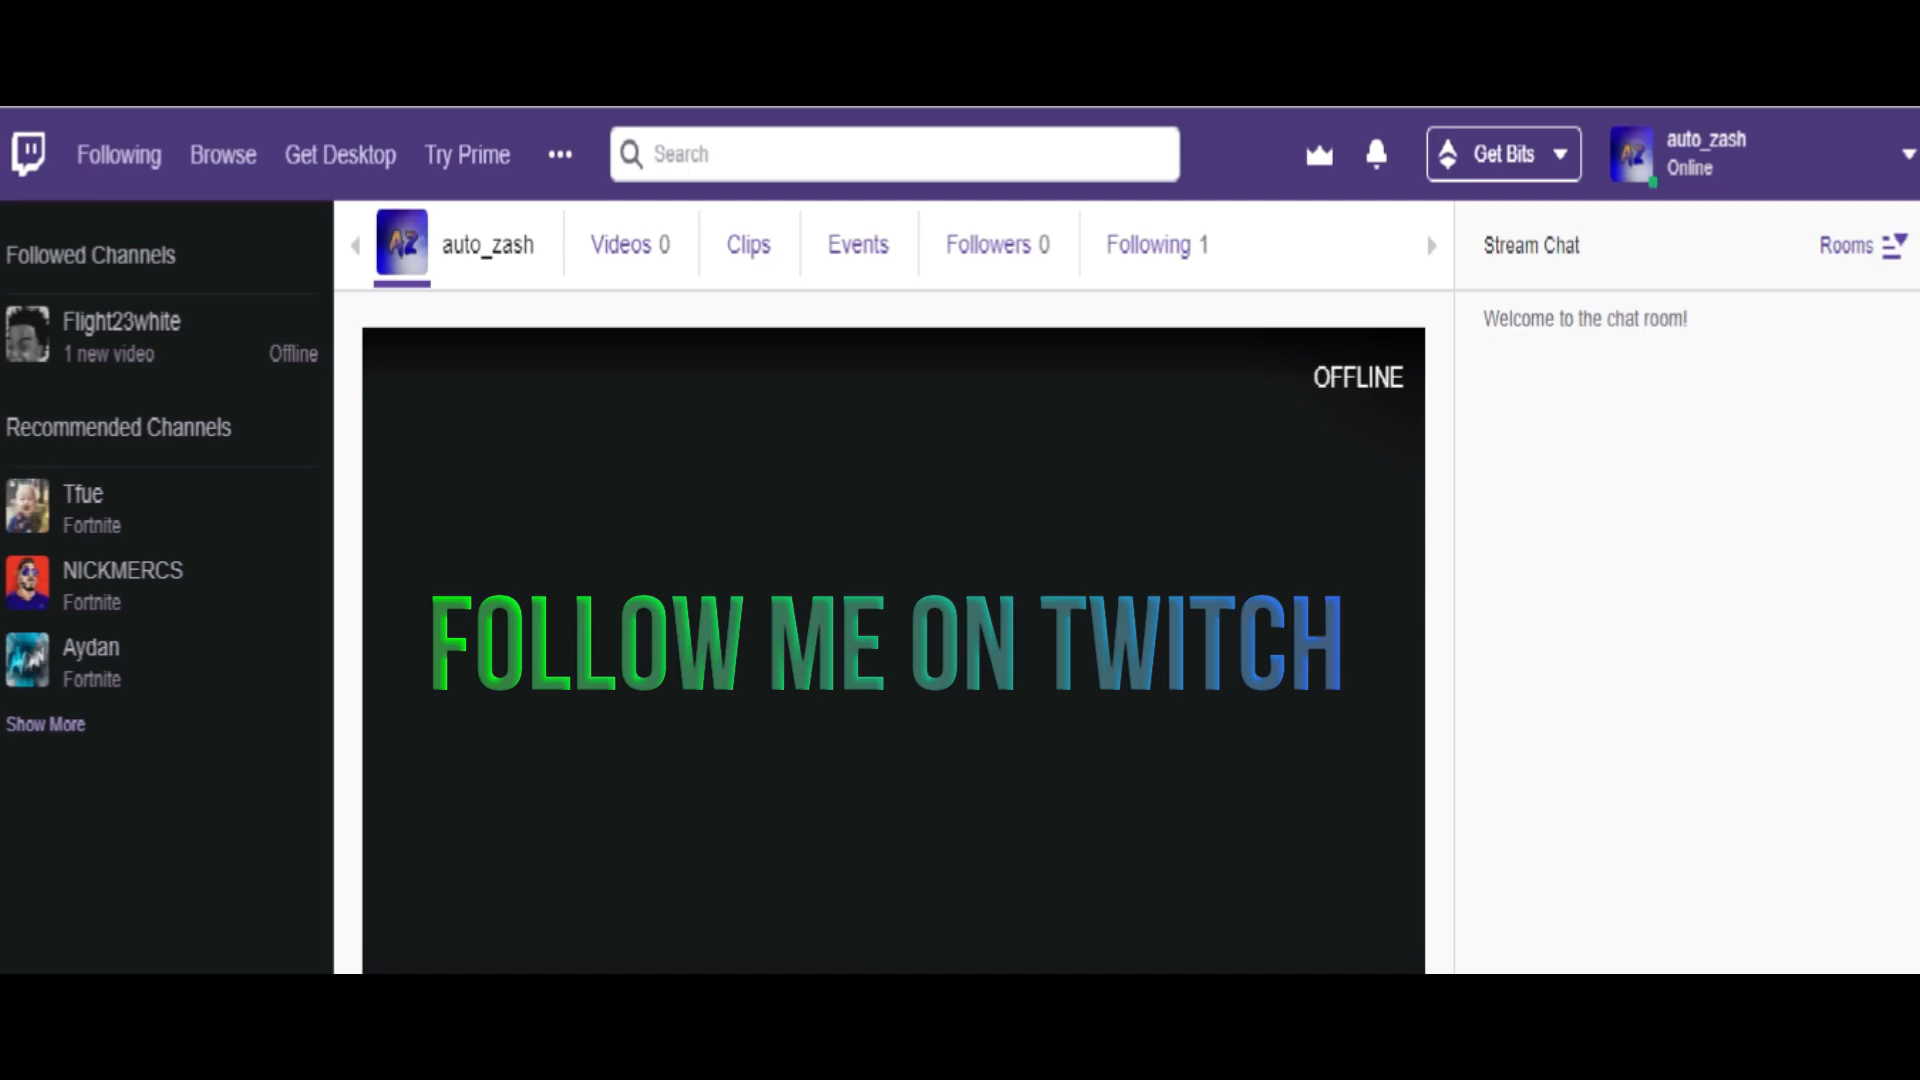 Following Browse Get Desktop Try Prime ••• Search Get Bits auto_zash
Online
Followed Channels
Flight23white
1 new video Offline
Recommended Channels
Tfue
Fortnite
NICKMERCS
Fortnite
Aydan
Fortnite
Show More
AZ auto_zash Videos 0 Clips Events Followers 0 Following 1
OFFLINE
FOLLOW ME ON TWITCH
Stream Chat Rooms
Welcome to the chat room!